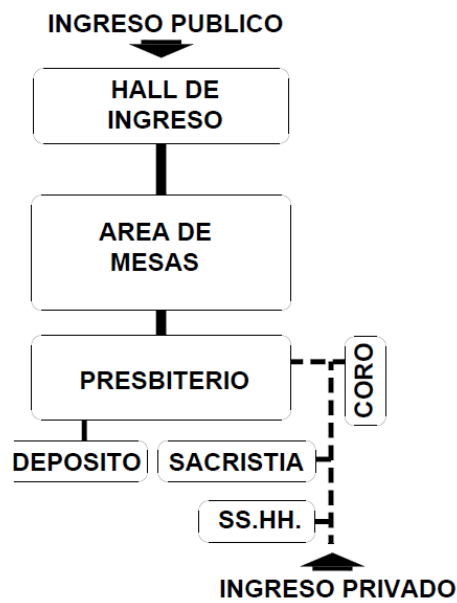 INGRESO PUBLICO
HALL DE
INGRESO
AREA DE
MESAS
PRESBITERIO
CORO
DEPOSITO
SACRISTIA
SS.HH.
INGRESO PRIVADO